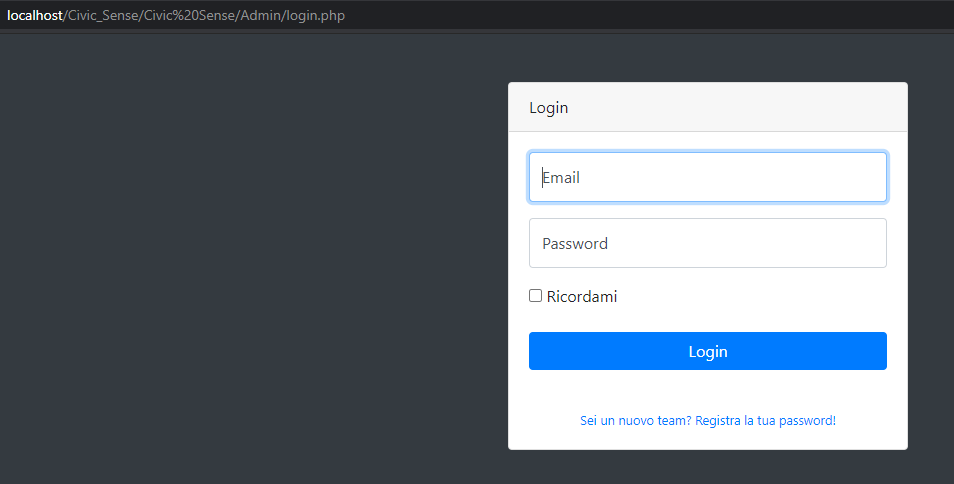 localhost/Civic_Sense/Civic%20Sense/Admin/login.php
Login
Email
Password
Ricordami
Login
Sei un nuovo team? Registra la tua password!